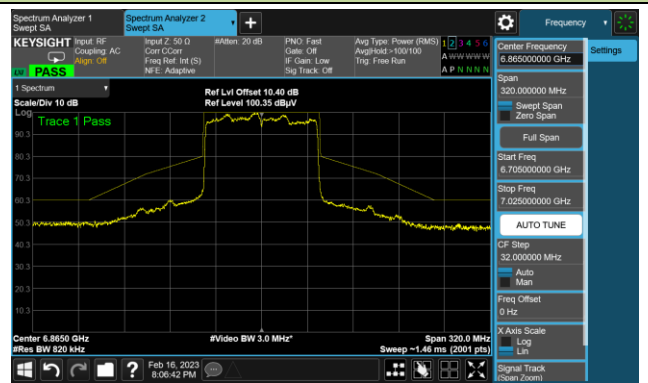 Spectrum Analyzer 1
Swept SA
Spectrum Analyzer 2
Swept SA
Frequency
KEYSIGHT
Input: RF
Coupling: AC
Align: Off
Input Z: 50 Ω
Corr CCorr
Freq Ref: Int (S)
NFE: Adaptive
#Atten: 20 dB
PNO: Fast
Gate: Off
IF Gain: Low
Sig Track: Off
Avg Type: Power (RMS)
Avg|Hold:>100/100
Trig: Free Run
1 2 3 4 5 6
A W W W W W
A P N N N N
LW PASS
1 Spectrum
Scale/Div 10 dB
Ref Lvl Offset 10.40 dB
Ref Level 100.35 dBµV
Log
Trace 1 Pass
90.3
80.3
70.3
60.3
50.3
40.3
30.3
20.3
10.3
Center 6.8650 GHz
#Res BW 820 kHz
#Video BW 3.0 MHz*
Span 320.0 MHz
Sweep ~1.46 ms (2001 pts)
Center Frequency
6.865000000 GHz
Settings
Span
320.000000 MHz
Swept Span
Zero Span
Full Span
Start Freq
6.705000000 GHz
Stop Freq
7.025000000 GHz
AUTO TUNE
CF Step
32.000000 MHz
Auto
Man
Freq Offset
0 Hz
X Axis Scale
Log
Lin
Signal Track
(Span Zoom)
Feb 16, 2023
8:06:42 PM